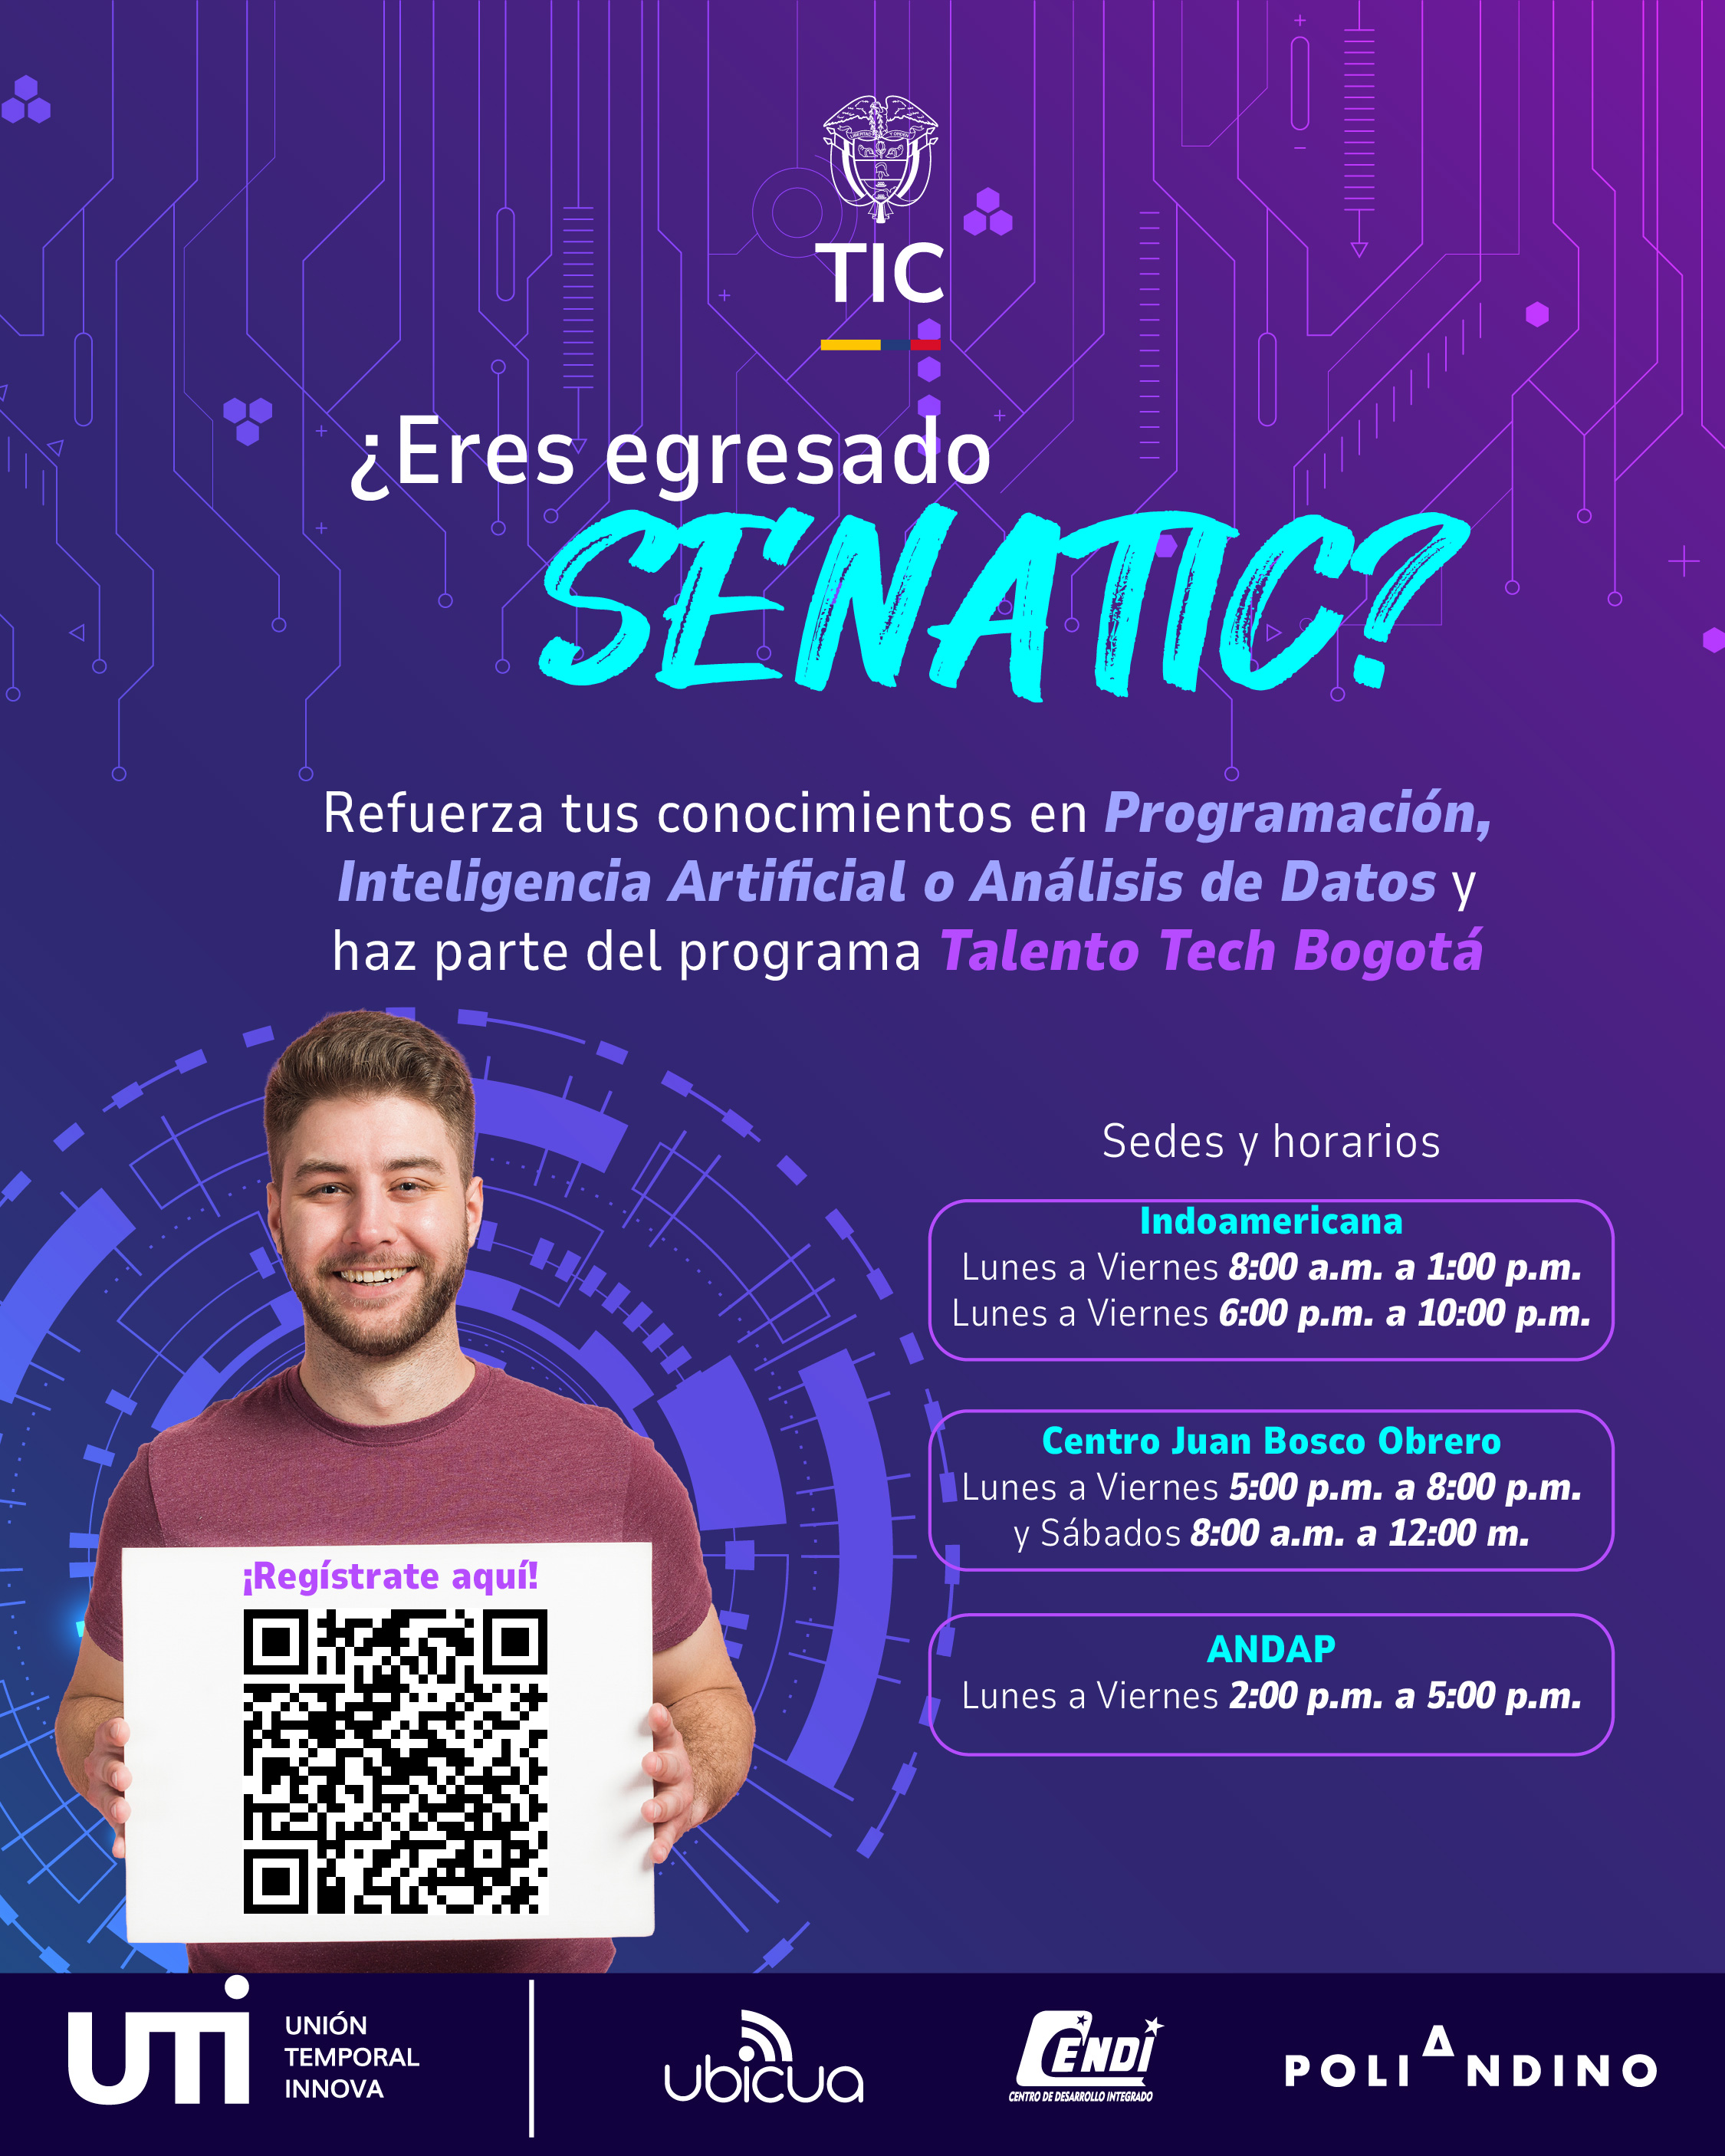 TIC
¿Eres egresado
SENATIC?
Refuerza tus conocimientos en Programación,
Inteligencia Artificial o Análisis de Datos y
haz parte del programa Talento Tech Bogotá
Sedes y horarios
Indoamericana
Lunes a Viernes 8:00 a.m. a 1:00 p.m.
Lunes a Viernes 6:00 p.m. a 10:00 p.m.
Centro Juan Bosco Obrero
Lunes a Viernes 5:00 p.m. a 8:00 p.m.
y Sábados 8:00 a.m. a 12:00 m.
ANDAP
Lunes a Viernes 2:00 p.m. a 5:00 p.m.
¡Regístrate aquí!
UTI
UNIÓN
TEMPORAL
INNOVA
ubicua
CENDI
CENTRO DE DESARROLLO INTEGRADO
POLIANDINO